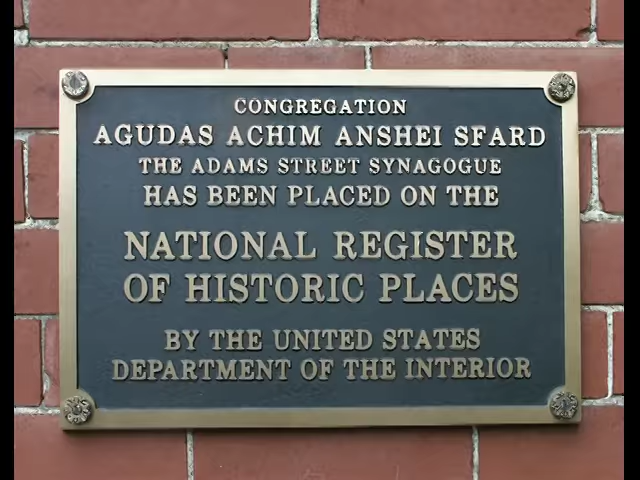 CONGREGATION
AGUDAS ACHIM ANSHEI SFARD
THE ADAMS STREET SYNAGOGUE
HAS BEEN PLACED ON THE
NATIONAL REGISTER
OF HISTORIC PLACES
BY THE UNITED STATES
DEPARTMENT OF THE INTERIOR